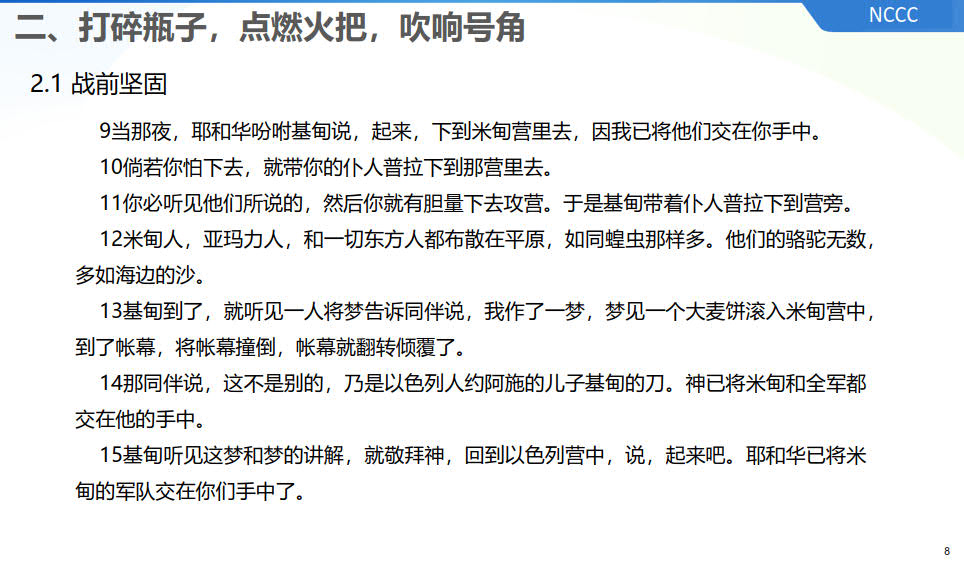 NCCC
二、打碎瓶子，点燃火把，吹响号角
2.1 战前坚固
9当那夜，耶和华吩咐基甸说，起来，下到米甸营里去，因我已将他们交在你手中。
10倘若你怕下去，就带你的仆人普拉下到那营里去。
11你必听见他们所说的，然后你就有胆量下去攻营。于是基甸带着仆人普拉下到营旁。
12米甸人，亚玛力人，和一切东方人都布散在平原，如同蝗虫那样多。他们的骆驼无数，
多如海边的沙。
13基甸到了，就听见一人将梦告诉同伴说，我作了一梦，梦见一个大麦饼滚入米甸营中，
到了帐幕，将帐幕撞倒，帐幕就翻转倾覆了。
14那同伴说，这不是别的，乃是以色列人约阿施的儿子基甸的刀。神已将米甸和全军都
交在他的手中。
15基甸听见这梦和梦的讲解，就敬拜神，回到以色列营中，说，起来吧。耶和华已将米
甸的军队交在你们手中了。
8